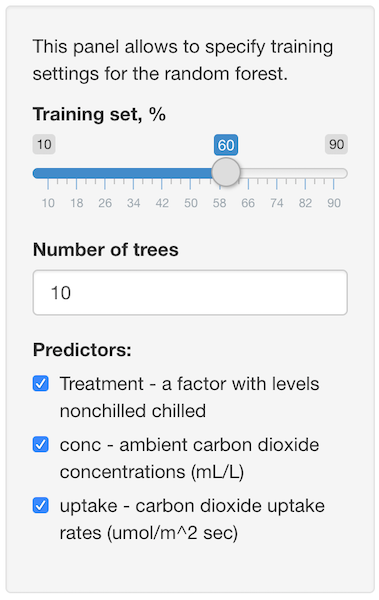 This panel allows to specify training
settings for the random forest.
Training set, %
10 60 90
10 18 26 34 42 50 58 66 74 82 90
Number of trees
10
Predictors:
Treatment - a factor with levels
nonchilled chilled
conc - ambient carbon dioxide
concentrations (mL/L)
uptake - carbon dioxide uptake
rates (umol/m^2 sec)